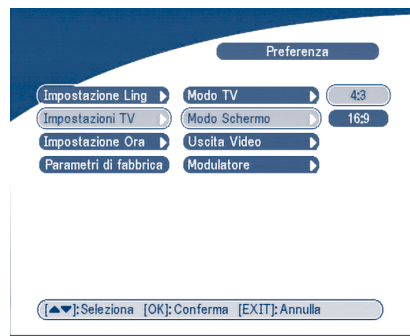 Preferenza
Impostazione Ling Modo TV 4:3
Impostazioni TV Modo Schermo 16:9
Impostazione Ora Uscita Video
Parametri di fabbrica Modulatore
[▲▼]:Seleziona [OK]:Conferma [EXIT]:Annulla